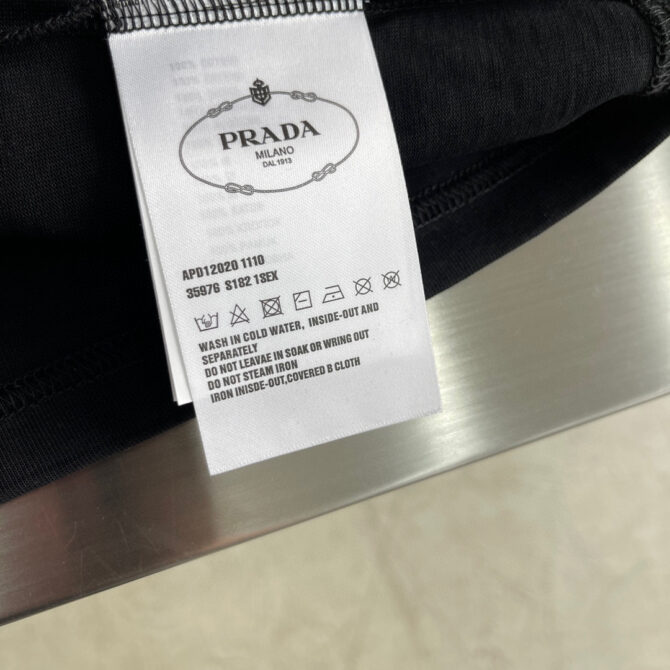 PRADA
MILANO
DAL 1913
APD12020 1110
35976 S182 1SEX
WASH IN COLD WATER, INSIDE-OUT AND
SEPARATELY
DO NOT LEAVAE IN SOAK OR WRING OUT
DO NOT STEAM IRON
IRON INISDE-OUT,COVERED B CLOTH